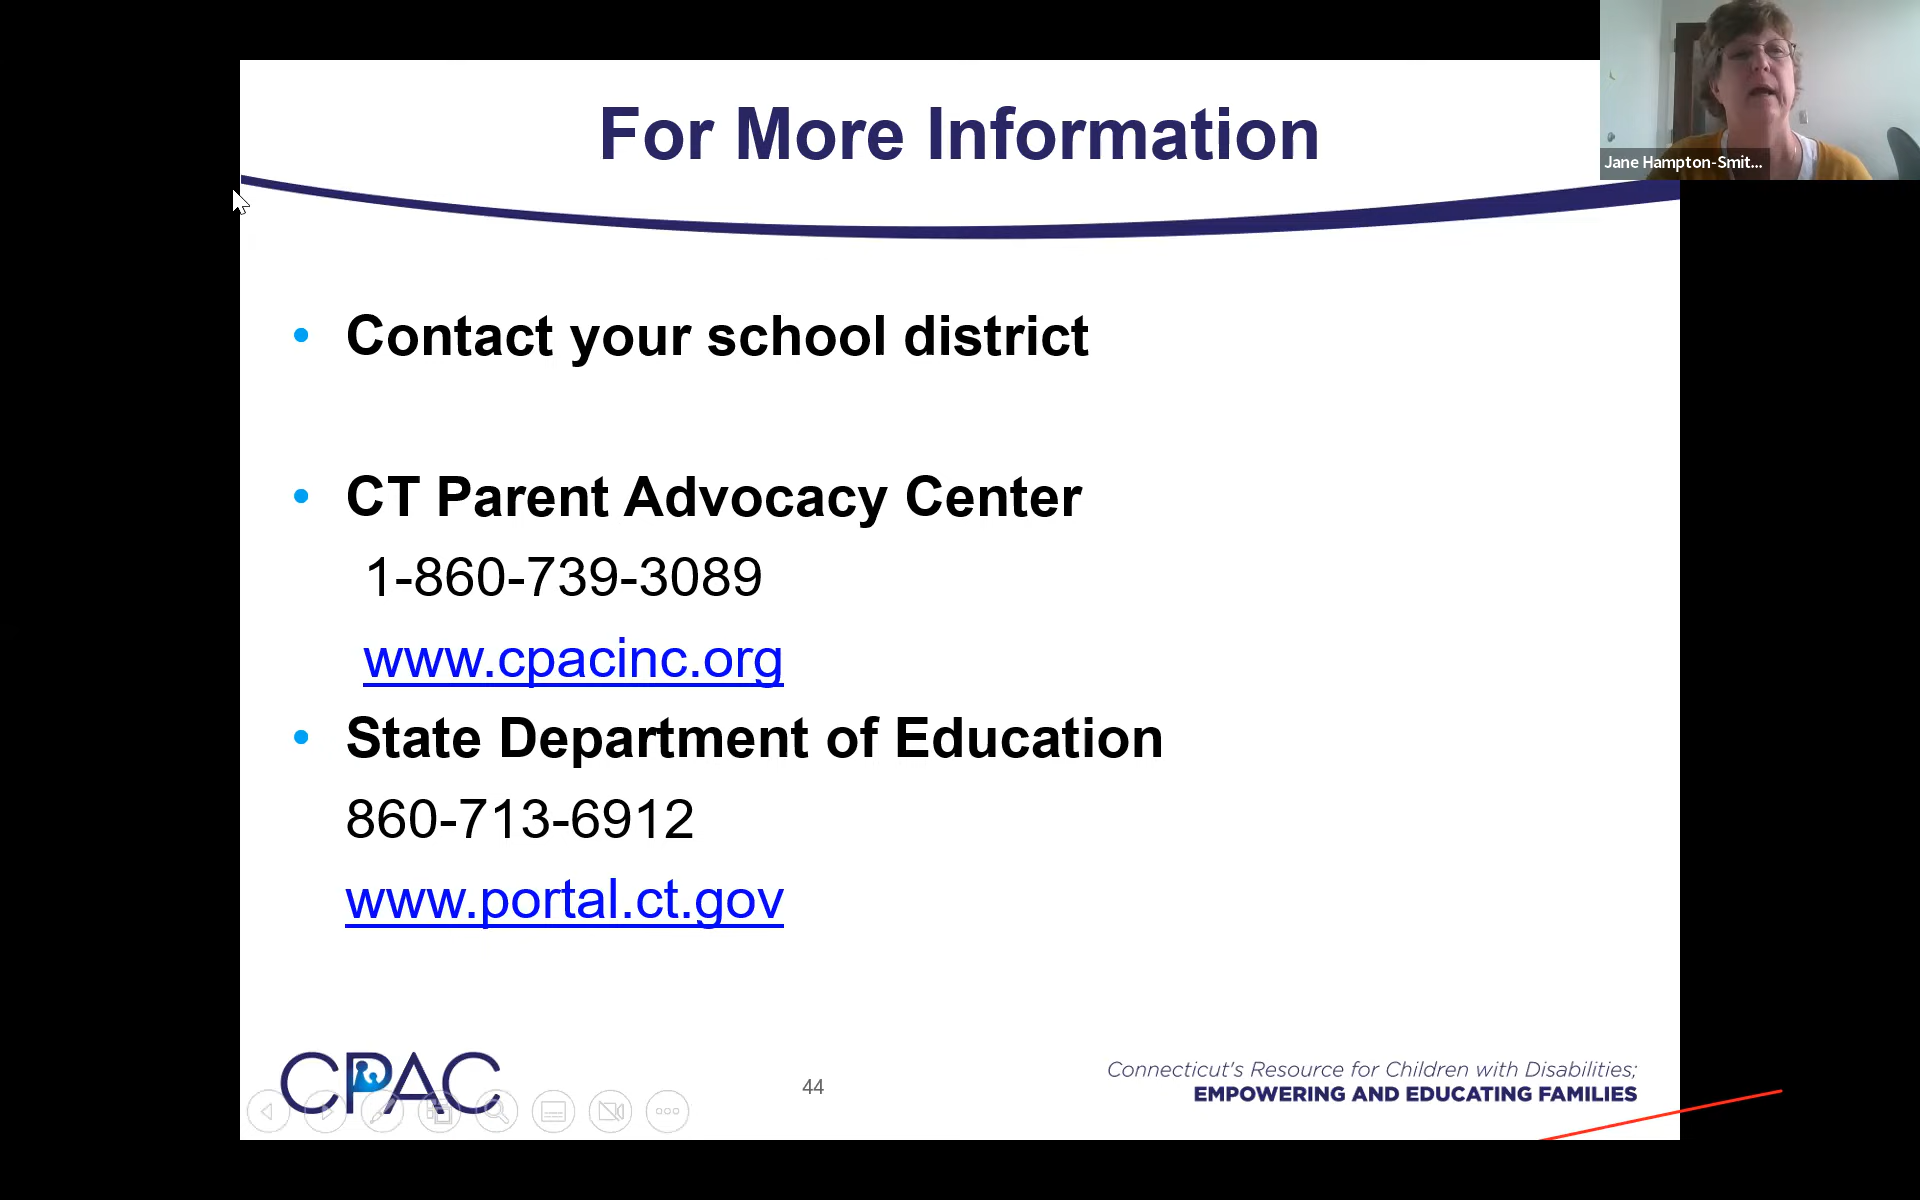 For More Information
Jane Hampton-Smit...
Contact your school district
CT Parent Advocacy Center
1-860-739-3089
www.cpacinc.org
State Department of Education
860-713-6912
www.portal.ct.gov
CPAC
44
Connecticut's Resource for Children with Disabilities;
EMPOWERING AND EDUCATING FAMILIES